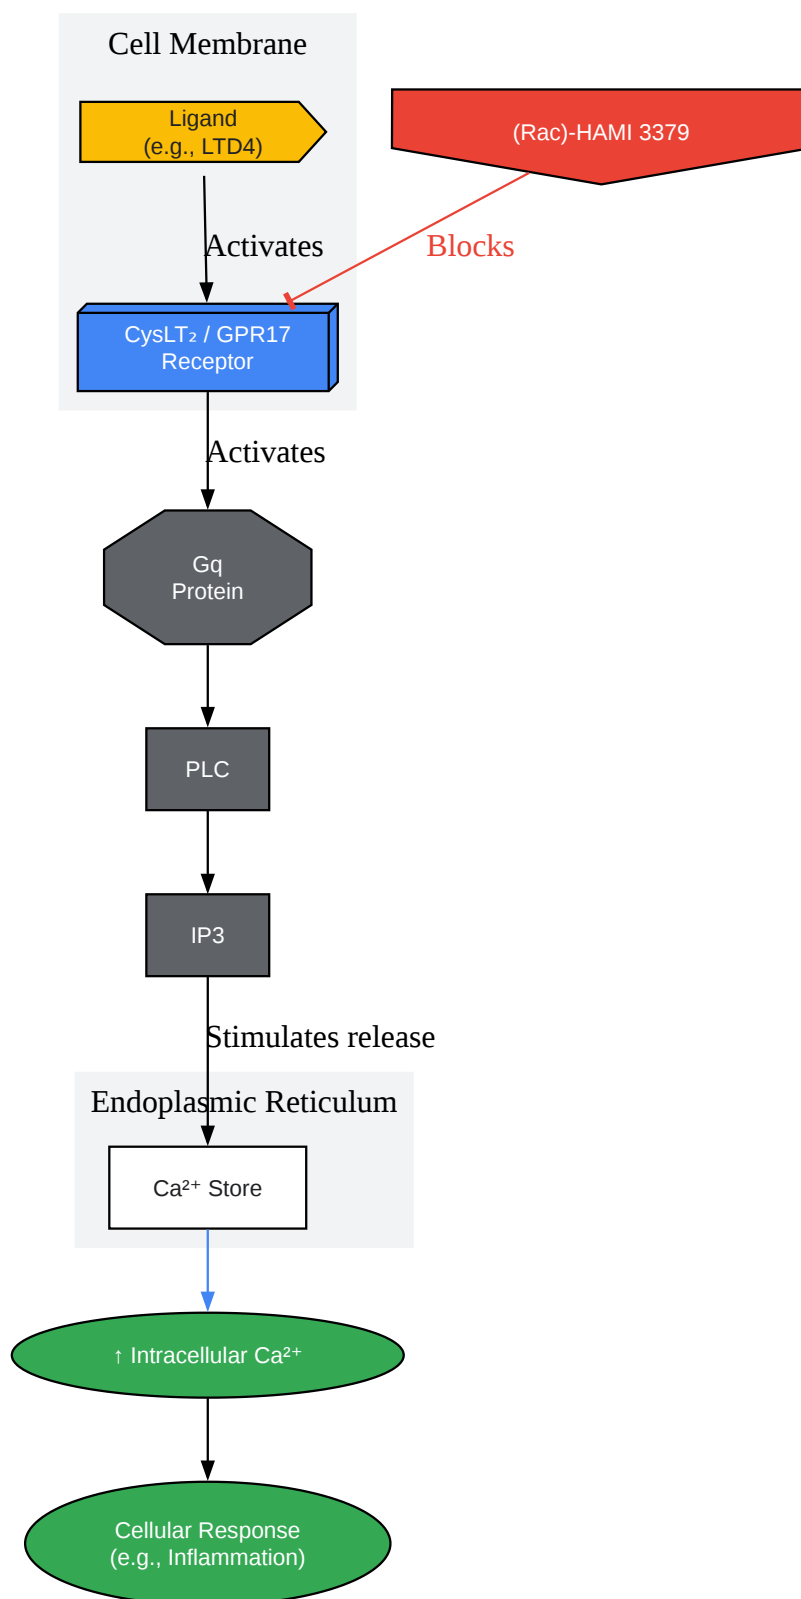 Cell Membrane
Ligand
(e.g., LTD4)
(Rac)-HAMI 3379
Activates
Blocks
CysLT₂ / GPR17
Receptor
Activates
Gq
Protein
PLC
IP3
Stimulates release
Endoplasmic Reticulum
Ca²⁺ Store
↑ Intracellular Ca²⁺
Cellular Response
(e.g., Inflammation)